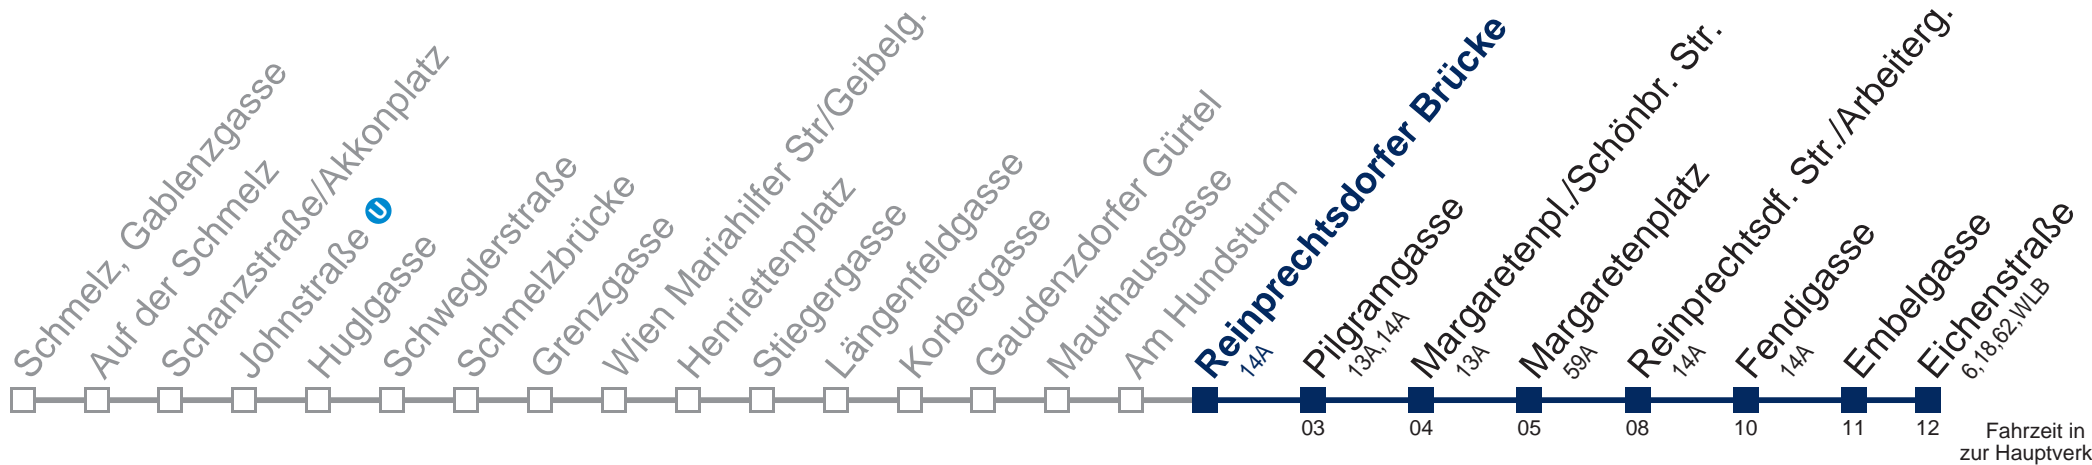 Schmelz, Gablenzgasse
Auf der Schmelz
Schanzstraße/Akkonplatz
Johnstraße U
Huglgasse
Schweglerstraße
Schmelzbrücke
Grenzgasse
Wien Mariahilfer Str/Geibelg.
Henriettenplatz
Stiegergasse
Längenfeldgasse
Korbergasse
Gaudenzdorfer Gürtel
Mauthausgasse
Am Hundsturm
Reinprechtsdorfer Brücke
14A
Pilgramgasse
13A, 14A
Margaretenpl./Schönbr. Str.
13A
Margaretenplatz
59A
Reinprechtsdf. Str./Arbeiterg.
14A
Fendigasse
14A
Embelgasse
Eichenstraße
6,18,62,WLB
03
04
05
08
10
11
12
Fahrzeit in
zur Hauptverk